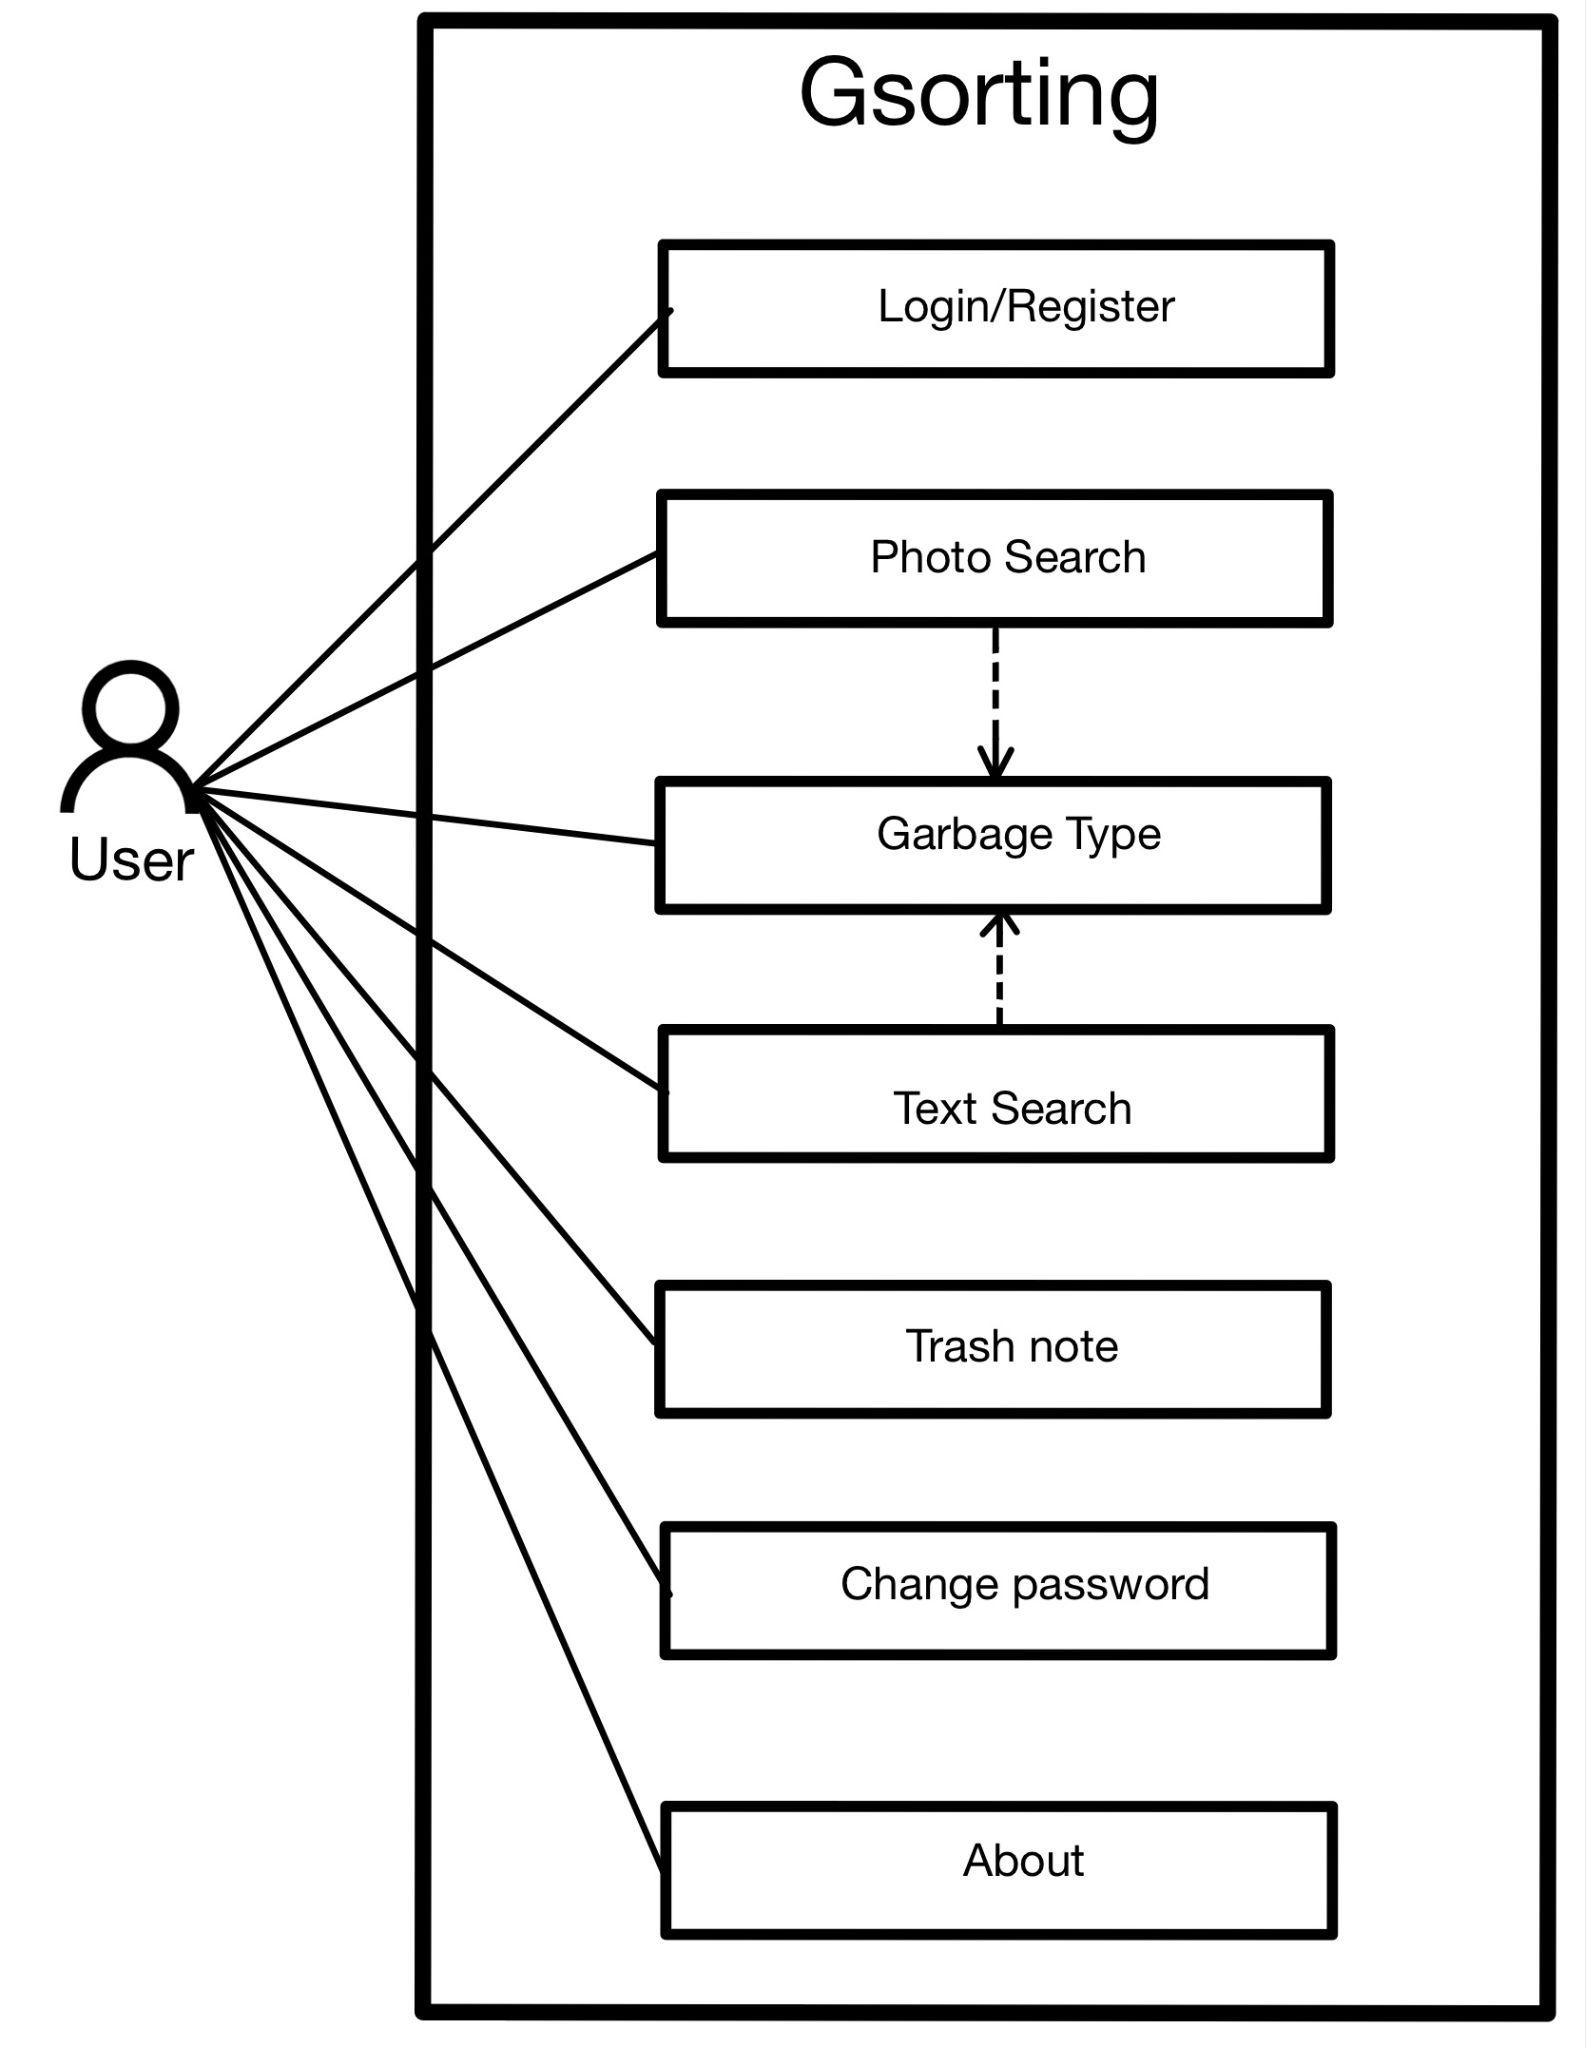 Gsorting
Login/Register
Photo Search
Garbage Type
User
Text Search
Trash note
Change password
About